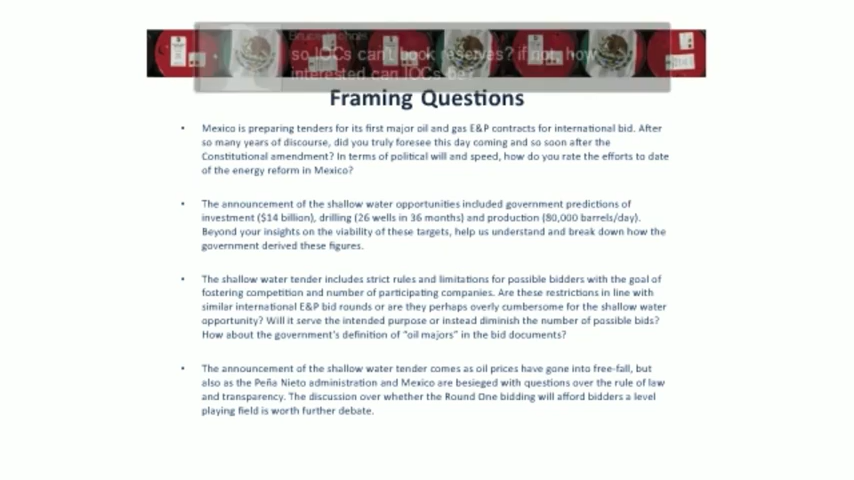 so IOCs can't book reserves? if not, how
interested can IOCs be?
Framing Questions
• Mexico is preparing tenders for its first major oil and gas E&P contracts for international bid. After
so many years of discourse, did you truly foresee this day coming and so soon after the
Constitutional amendment? In terms of political will and speed, how do you rate the efforts to date
of the energy reform in Mexico?
• The announcement of the shallow water opportunities included government predictions of
investment ($14 billion), drilling (26 wells in 36 months) and production (80,000 barrels/day).
Beyond your insights on the viability of these targets, help us understand and break down how the
government derived these figures.
• The shallow water tender includes strict rules and limitations for possible bidders with the goal of
fostering competition and number of participating companies. Are these restrictions in line with
similar international E&P bid rounds or are they perhaps overly cumbersome for the shallow water
opportunity? Will it serve the intended purpose or instead diminish the number of possible bids?
How about the government's definition of "oil majors" in the bid documents?
• The announcement of the shallow water tender comes as oil prices have gone into free-fall, but
also as the Peña Nieto administration and Mexico are besieged with questions over the rule of law
and transparency. The discussion over whether the Round One bidding will afford bidders a level
playing field is worth further debate.